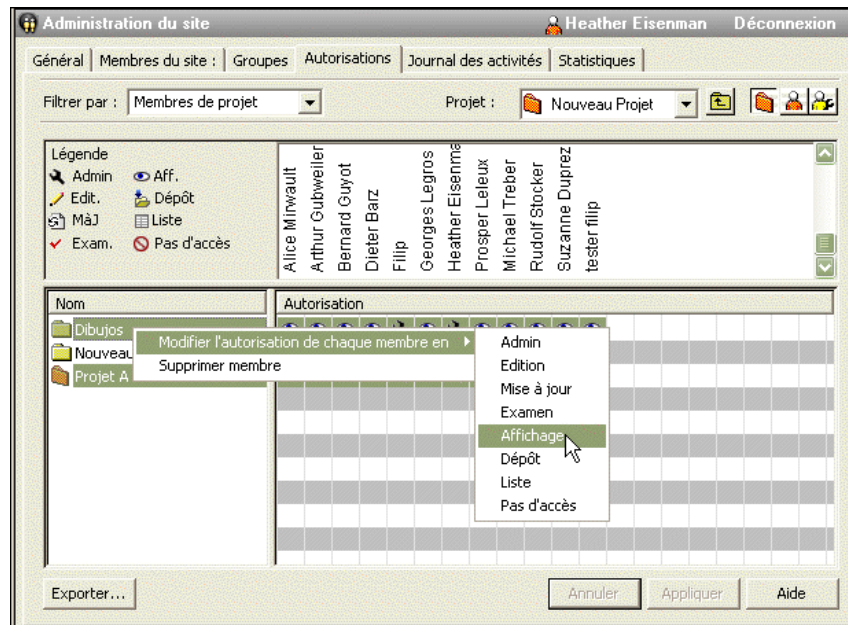 Administration du site Heather Eisenman Déconnexion
Général Membres du site : Groupes Autorisations Journal des activités Statistiques
Filtrer par : Membres de projet Projet : Nouveau Projet
Légende
Admin Aff.
Edit. Dépôt
MàJ Liste
Exam. Pas d'accès
Alice Mirwault
Arthur Gubweiler
Bernard Guyot
Dieter Barz
Filip
Georges Legros
Heather Eisenma
Prosper Leleux
Michael Treber
Rudolf Stocker
Suzanne Duprez
tester filip
Nom Autorisation
Dibujos
Nouveau
Projet A
Modifier l'autorisation de chaque membre en
Supprimer membre
Admin
Edition
Mise à jour
Examen
Affichage
Dépôt
Liste
Pas d'accès
Exporter... Annuler Appliquer Aide